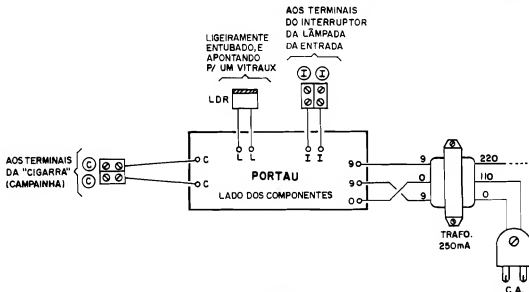 AOS TERMINAIS
DO INTERRUPTOR
DA LÂMPADA
DA ENTRADA
LIGEIRAMENTE
ENTUBADO, E
APONTANDO
P/ UM VITRAUX
LDR
I I
AOS TERMINAIS
DA "CIGARRA"
(CAMPAINHA)
C
C
C
C
L L I I
PORTAU
LADO DOS COMPONENTES
9
9
0
9
0
9
220
110
0
TRAFO.
250mA
C.A.